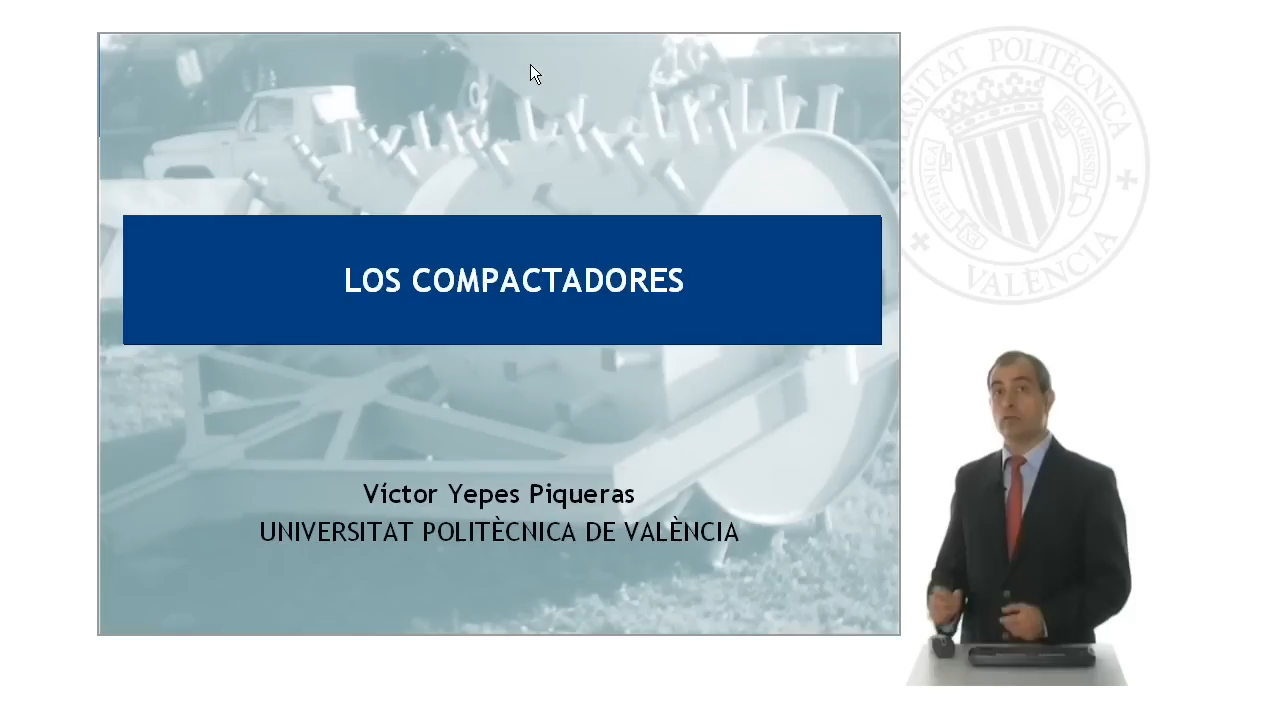 LOS COMPACTADORES
Víctor Yepes Piqueras
UNIVERSITAT POLITÈCNICA DE VALÈNCIA
UNIVERSITAT POLITÈCNICA
VALÈNCIA